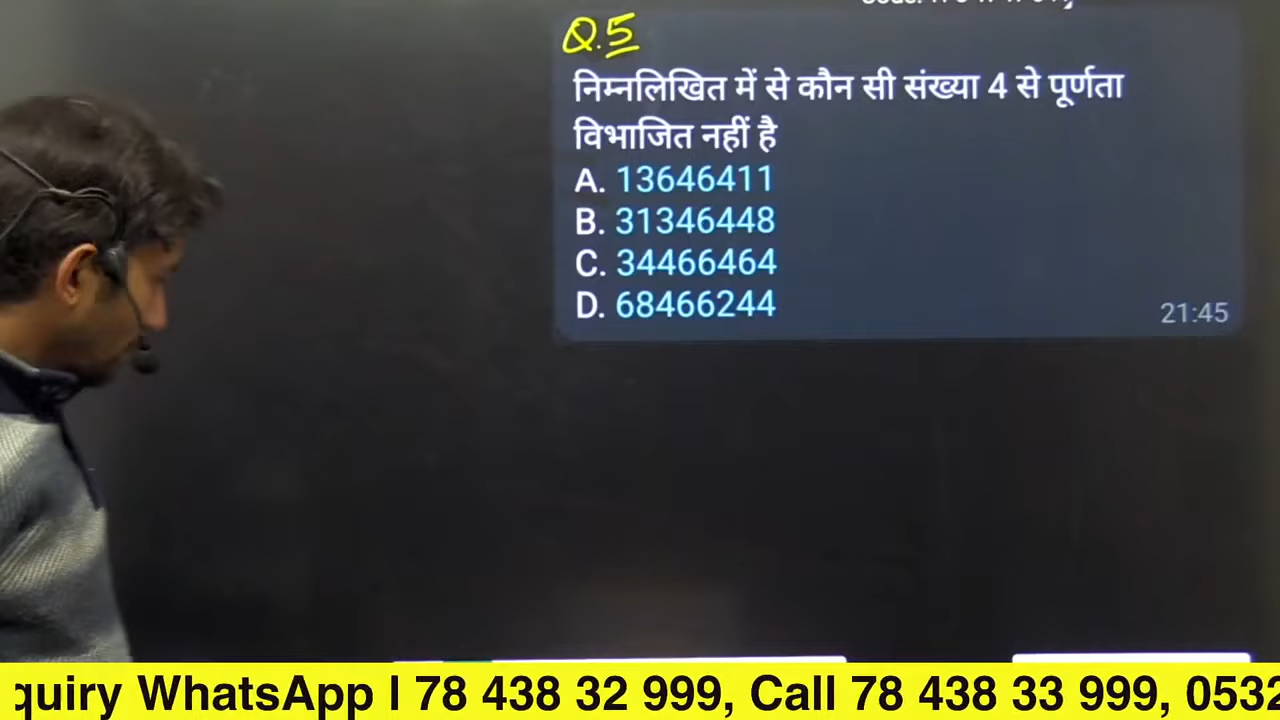 Q.5
निम्नलिखित में से कौन सी संख्या 4 से पूर्णता
विभाजित नहीं है
A. 13646411
B. 31346448
C. 34466464
D. 68466244
21:45
quiry WhatsApp l 78 438 32 999, Call 78 438 33 999, 0532